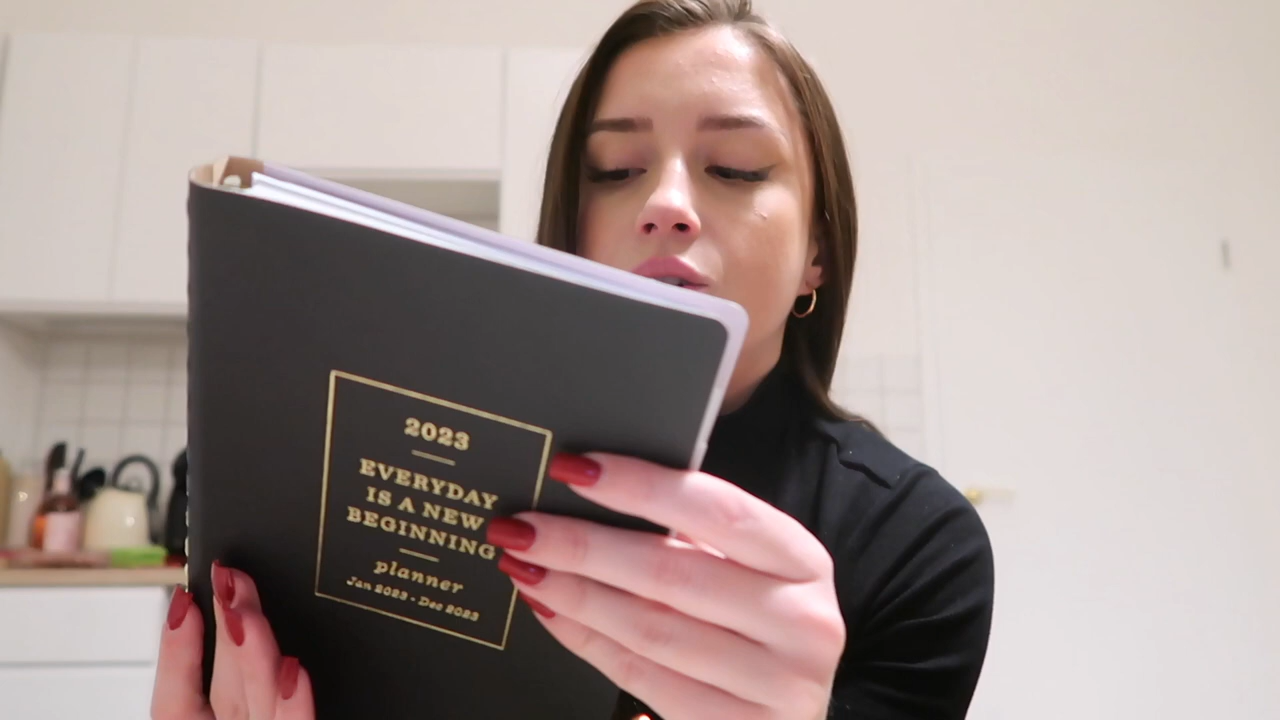 2023
EVERYDAY
IS A NEW
BEGINNING
planner
Jan 2023 - Dec 2023